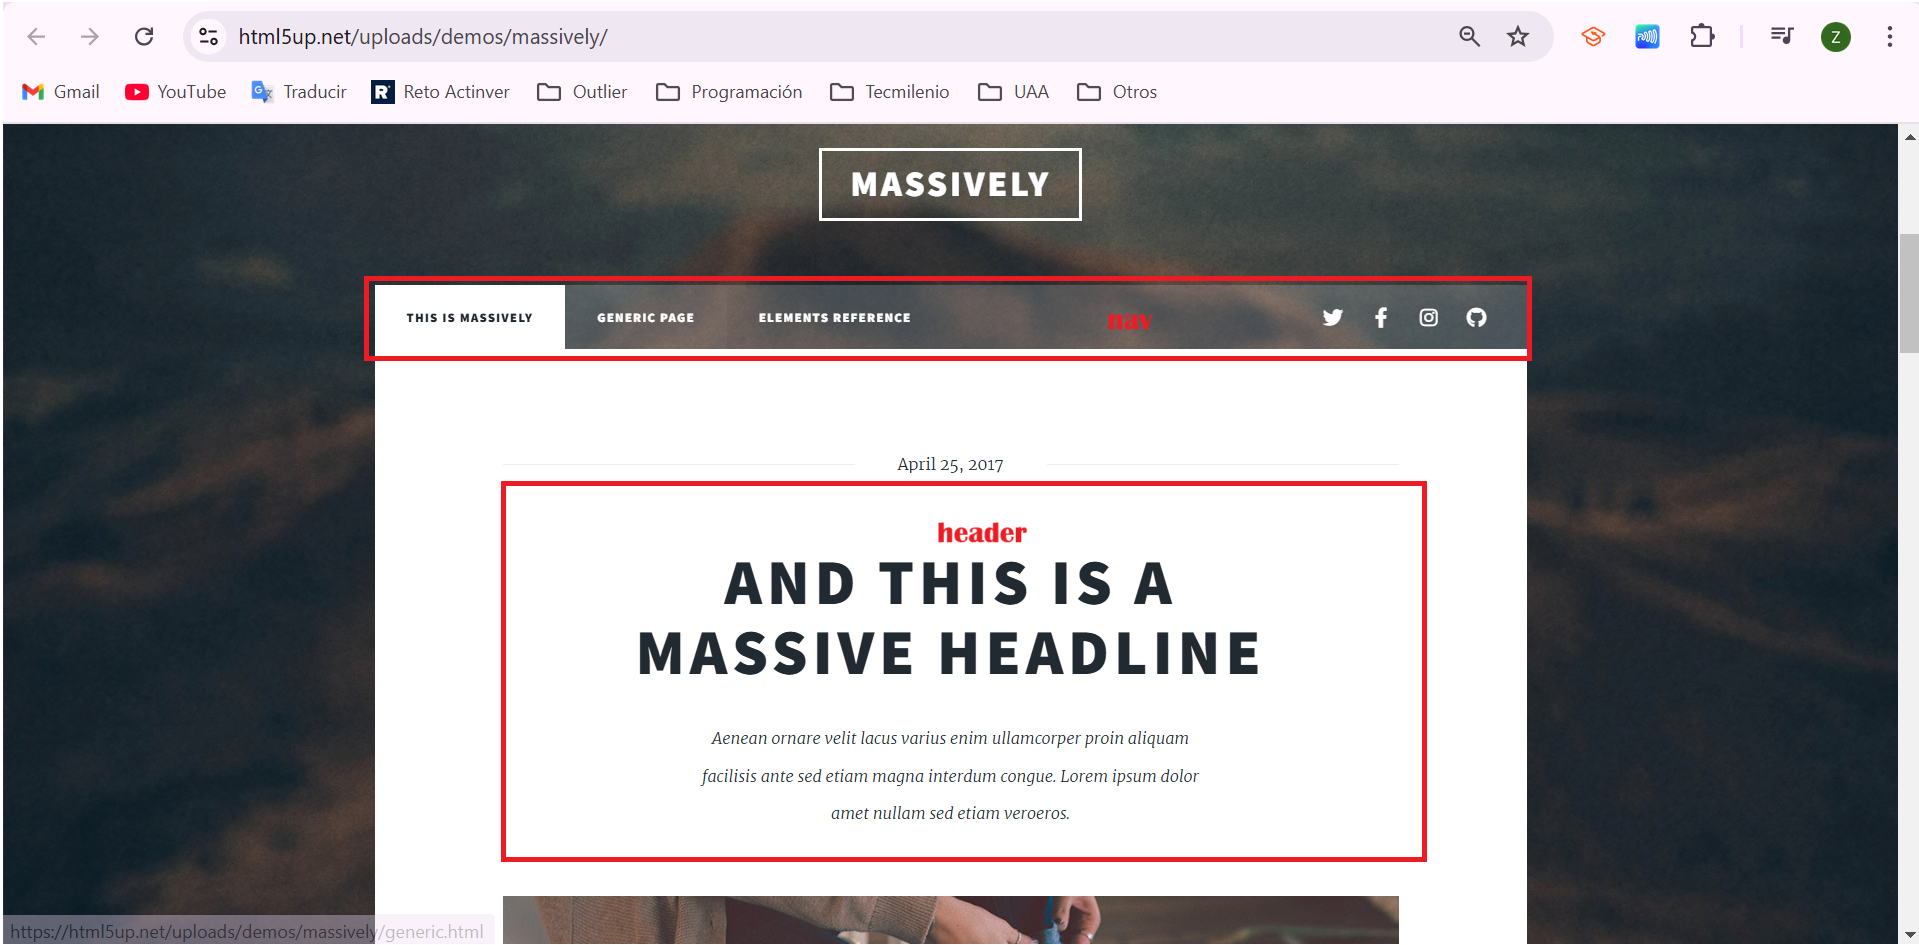 html5up.net/uploads/demos/massively/
Z
Gmail YouTube Traducir R Reto Actinver Outlier Programación Tecmilenio UAA Otros
MASSIVELY
THIS IS MASSIVELY GENERIC PAGE ELEMENTS REFERENCE nav
April 25, 2017
header
AND THIS IS A
MASSIVE HEADLINE
Aenean ornare velit lacus varius enim ullamcorper proin aliquam
facilisis ante sed etiam magna interdum congue. Lorem ipsum dolor
amet nullam sed etiam veroeros.
https://html5up.net/uploads/demos/massively/generic.html